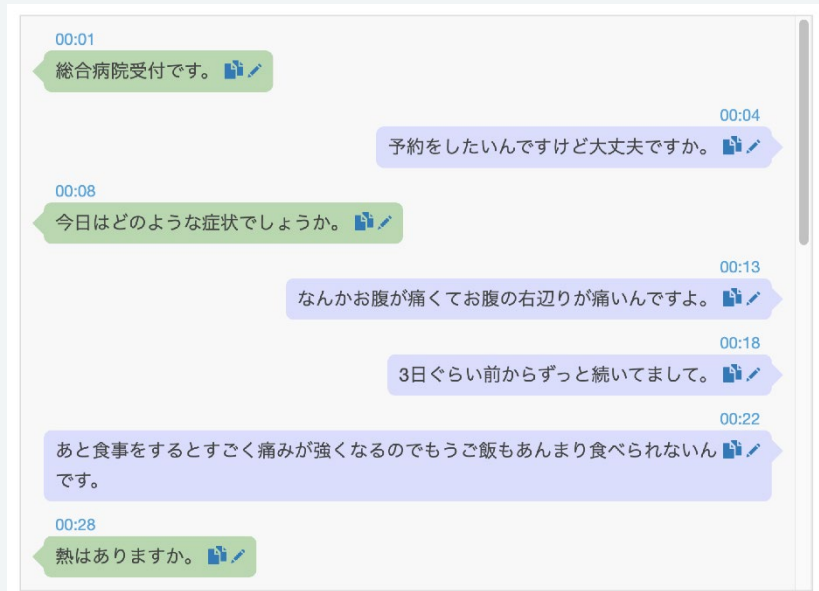 00:01
総合病院受付です。
00:04
予約をしたいんですけど大丈夫ですか。
00:08
今日はどのような症状でしょうか。
00:13
なんかお腹が痛くてお腹の右辺りが痛いんですよ。
00:18
3日ぐらい前からずっと続いてまして。
00:22
あと食事をするとすごく痛みが強くなるのでもうご飯もあんまり食べられないん
です。
00:28
熱はありますか。